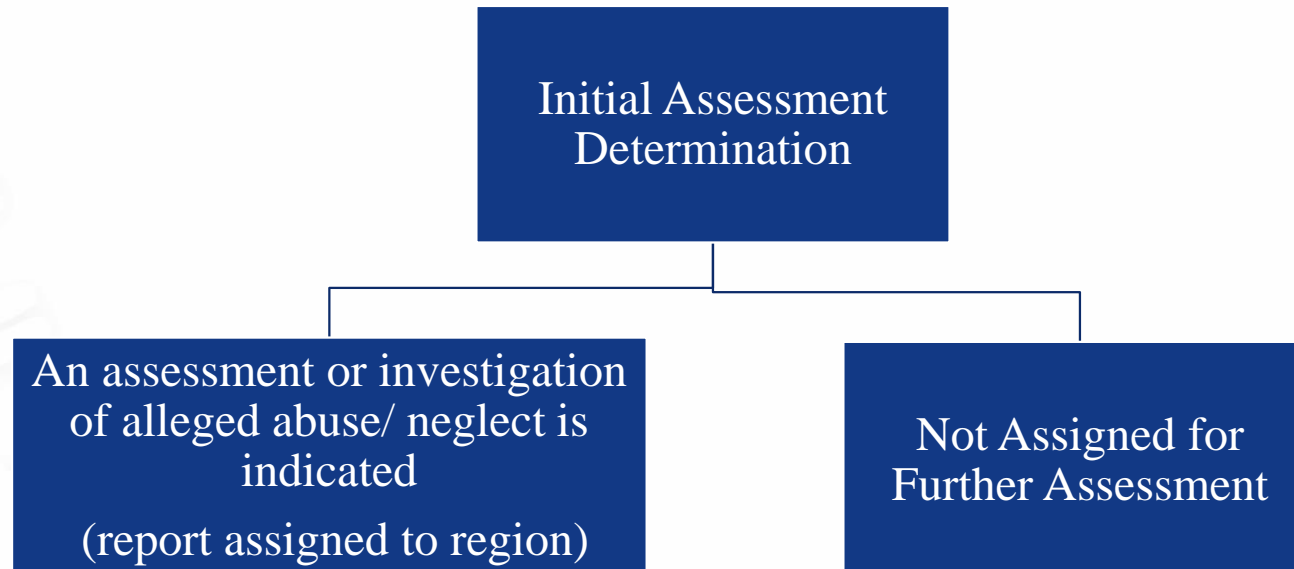 Initial Assessment
Determination
An assessment or investigation
of alleged abuse/ neglect is
indicated
(report assigned to region)
Not Assigned for
Further Assessment